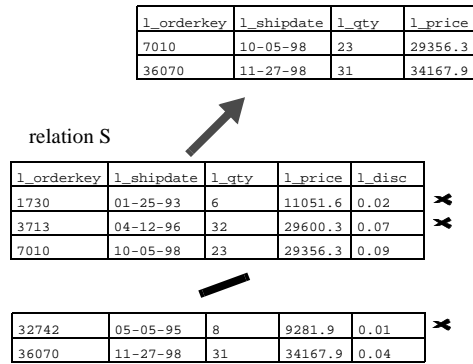 l_orderkey l_shipdate l_qty l_price
7010 10-05-98 23 29356.3
36070 11-27-98 31 34167.9
relation S
l_orderkey l_shipdate l_qty l_price l_disc
1730 01-25-93 6 11051.6 0.02
3713 04-12-96 32 29600.3 0.07
7010 10-05-98 23 29356.3 0.09
32742 05-05-95 8 9281.9 0.01
36070 11-27-98 31 34167.9 0.04